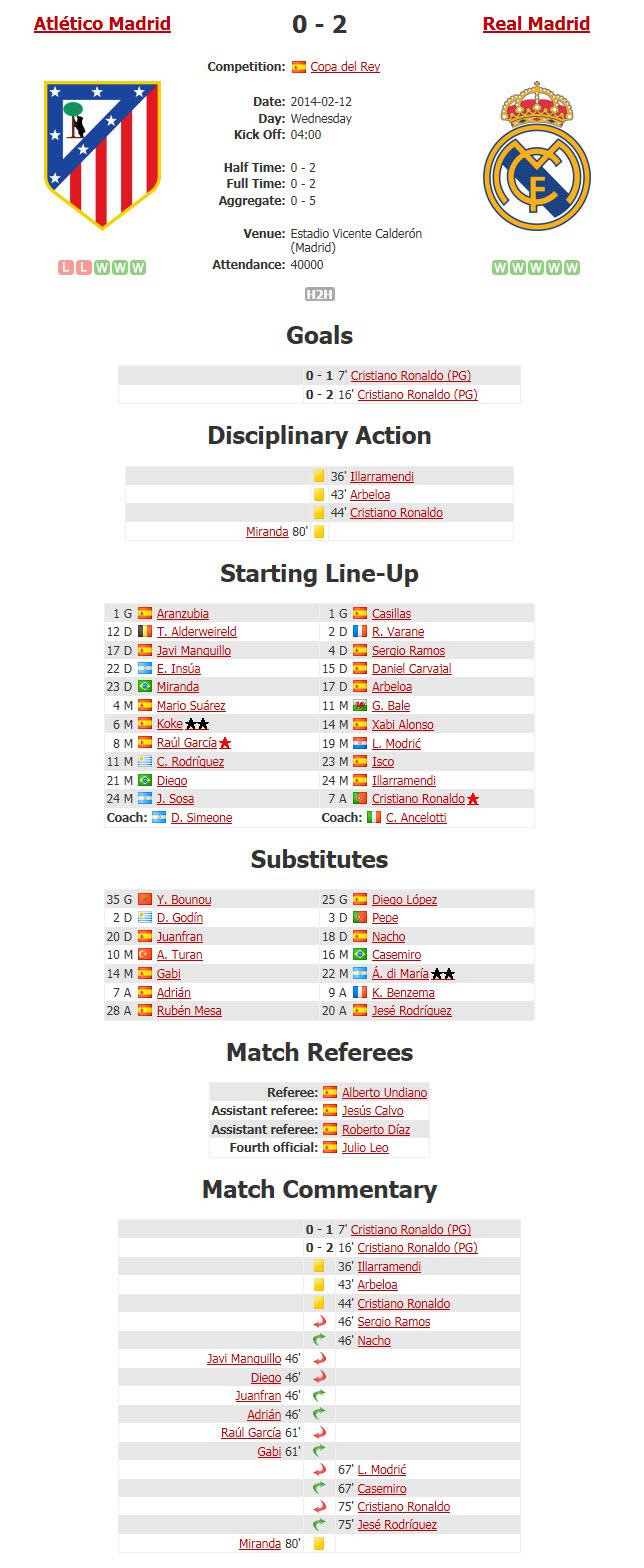 Atlético Madrid 0 - 2 Real Madrid
Competition: Copa del Rey
Date: 2014-02-12
Day: Wednesday
Kick Off: 04:00
Half Time: 0 - 2
Full Time: 0 - 2
Aggregate: 0 - 5
Venue: Estadio Vicente Calderón
(Madrid)
L L W W W Attendance: 40000 W W W W W
H2H
Goals
0 - 1 7' Cristiano Ronaldo (PG)
0 - 2 16' Cristiano Ronaldo (PG)
Disciplinary Action
36' Illarramendi
43' Arbeloa
44' Cristiano Ronaldo
Miranda 80'
Starting Line-Up
1 G Aranzubia 1 G Casillas
12 D T. Alderweireld 2 D R. Varane
17 D Javi Manquillo 4 D Sergio Ramos
22 D E. Insúa 15 D Daniel Carvajal
23 D Miranda 17 D Arbeloa
4 M Mario Suárez 11 M G. Bale
6 M Koke 14 M Xabi Alonso
8 M Raúl García 19 M L. Modrić
11 M C. Rodríguez 23 M Isco
21 M Diego 24 M Illarramendi
24 M J. Sosa 7 A Cristiano Ronaldo
Coach: D. Simeone Coach: C. Ancelotti
Substitutes
35 G Y. Bounou 25 G Diego López
2 D D. Godín 3 D Pepe
20 D Juanfran 18 D Nacho
10 M A. Turan 16 M Casemiro
14 M Gabi 22 M Á. di María
7 A Adrián 9 A K. Benzema
28 A Rubén Mesa 20 A Jesé Rodríguez
Match Referees
Referee: Alberto Undiano
Assistant referee: Jesús Calvo
Assistant referee: Roberto Díaz
Fourth official: Julio Leo
Match Commentary
0 - 1 7' Cristiano Ronaldo (PG)
0 - 2 16' Cristiano Ronaldo (PG)
36' Illarramendi
43' Arbeloa
44' Cristiano Ronaldo
46' Sergio Ramos
46' Nacho
Javi Manquillo 46'
Diego 46'
Juanfran 46'
Adrián 46'
Raúl García 61'
Gabi 61'
67' L. Modrić
67' Casemiro
75' Cristiano Ronaldo
75' Jesé Rodríguez
Miranda 80'